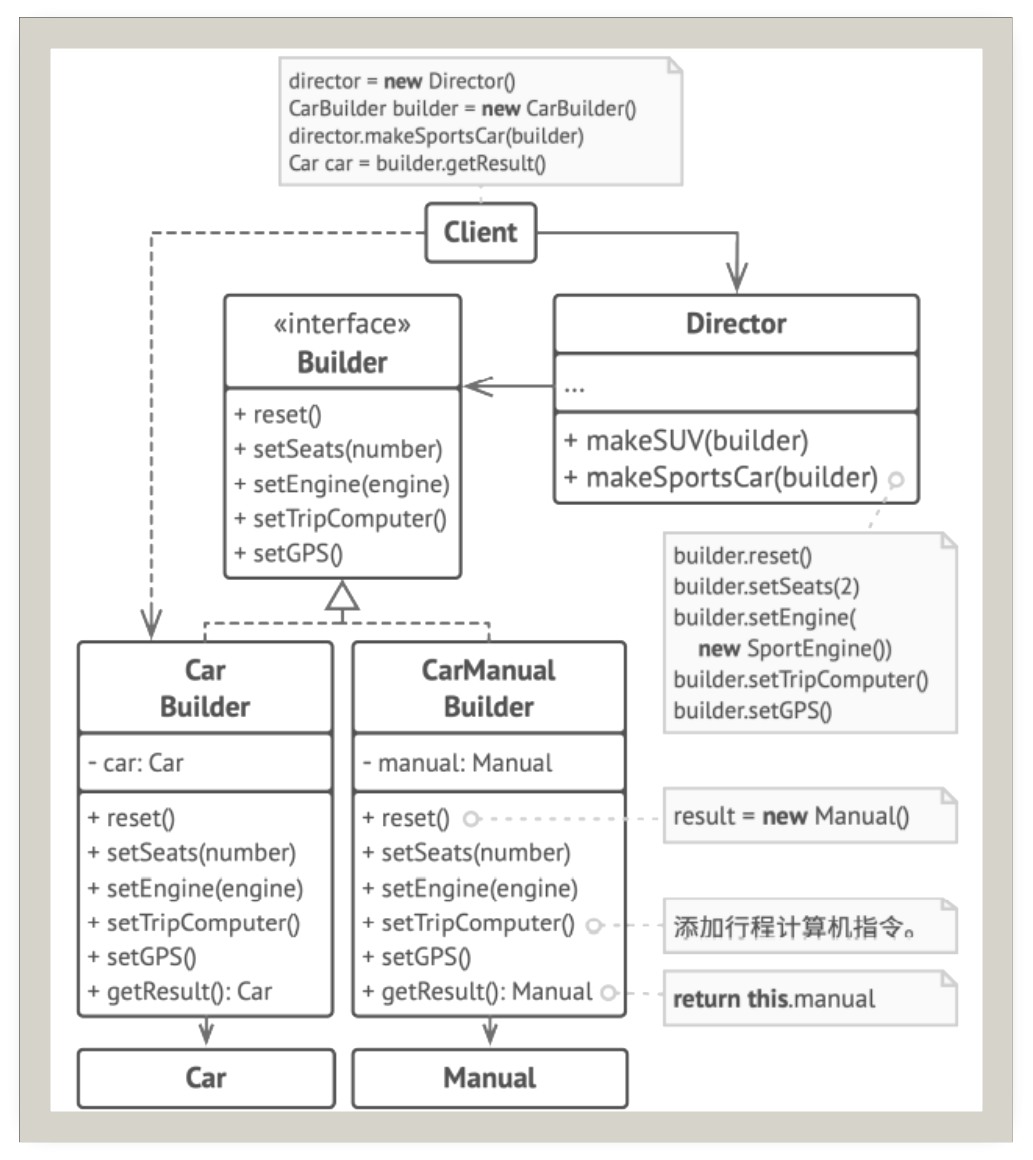 director = new Director()
CarBuilder builder = new CarBuilder()
director.makeSportsCar(builder)
Car car = builder.getResult()
Client
«interface»
Builder
+ reset()
+ setSeats(number)
+ setEngine(engine)
+ setTripComputer()
+ setGPS()
Director
...
+ makeSUV(builder)
+ makeSportsCar(builder)
builder.reset()
builder.setSeats(2)
builder.setEngine(
new SportEngine())
builder.setTripComputer()
builder.setGPS()
Car
Builder
- car: Car
+ reset()
+ setSeats(number)
+ setEngine(engine)
+ setTripComputer()
+ setGPS()
+ getResult(): Car
CarManual
Builder
- manual: Manual
+ reset()
+ setSeats(number)
+ setEngine(engine)
+ setTripComputer()
+ setGPS()
+ getResult(): Manual
result = new Manual()
添加行程计算机指令。
return this.manual
Car
Manual